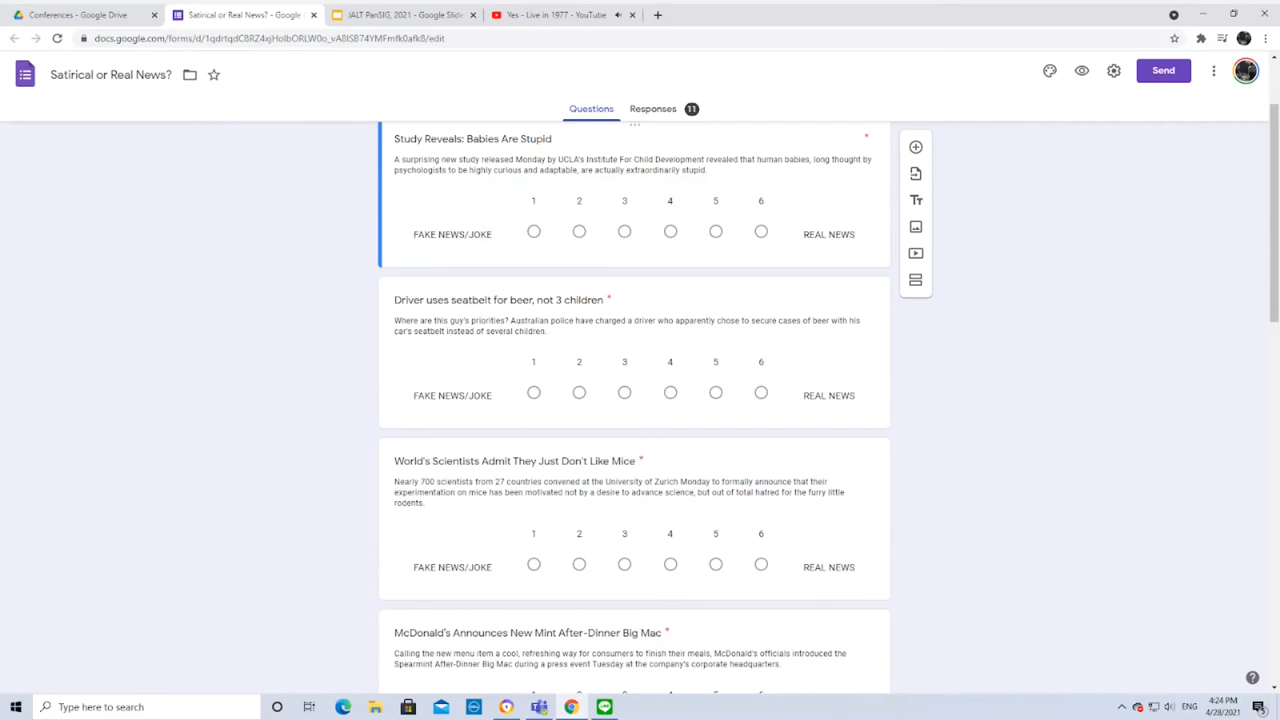 Conferences - Google Drive
Satirical or Real News? - Google
JALT PanSIG, 2021 - Google Slid
Yes - Live in 1977 - YouTube
Satirical or Real News?
Send
Questions Responses 11
Study Reveals: Babies Are Stupid *
A surprising new study released Monday by UCLA's Institute For Child Development revealed that human babies, long thought by
psychologists to be highly curious and adaptable, are actually extraordinarily stupid.
1 2 3 4 5 6
FAKE NEWS/JOKE REAL NEWS
Driver uses seatbelt for beer, not 3 children *
Where are this guy's priorities? Australian police have charged a driver who apparently chose to secure cases of beer with his
car's seatbelt instead of several children.
1 2 3 4 5 6
FAKE NEWS/JOKE REAL NEWS
World's Scientists Admit They Just Don't Like Mice *
Nearly 700 scientists from 27 countries convened at the University of Zurich Monday to formally announce that their
experimentation on mice has been motivated not by a desire to advance science, but out of total hatred for the furry little
rodents.
1 2 3 4 5 6
FAKE NEWS/JOKE REAL NEWS
McDonald's Announces New Mint After-Dinner Big Mac *
Calling the new menu item a cool, refreshing way for consumers to finish their meals, McDonald's officials introduced the
Spearmint After-Dinner Big Mac during a press event Tuesday at the company's corporate headquarters.
Type here to search
ENG
4:24 PM
4/28/2021